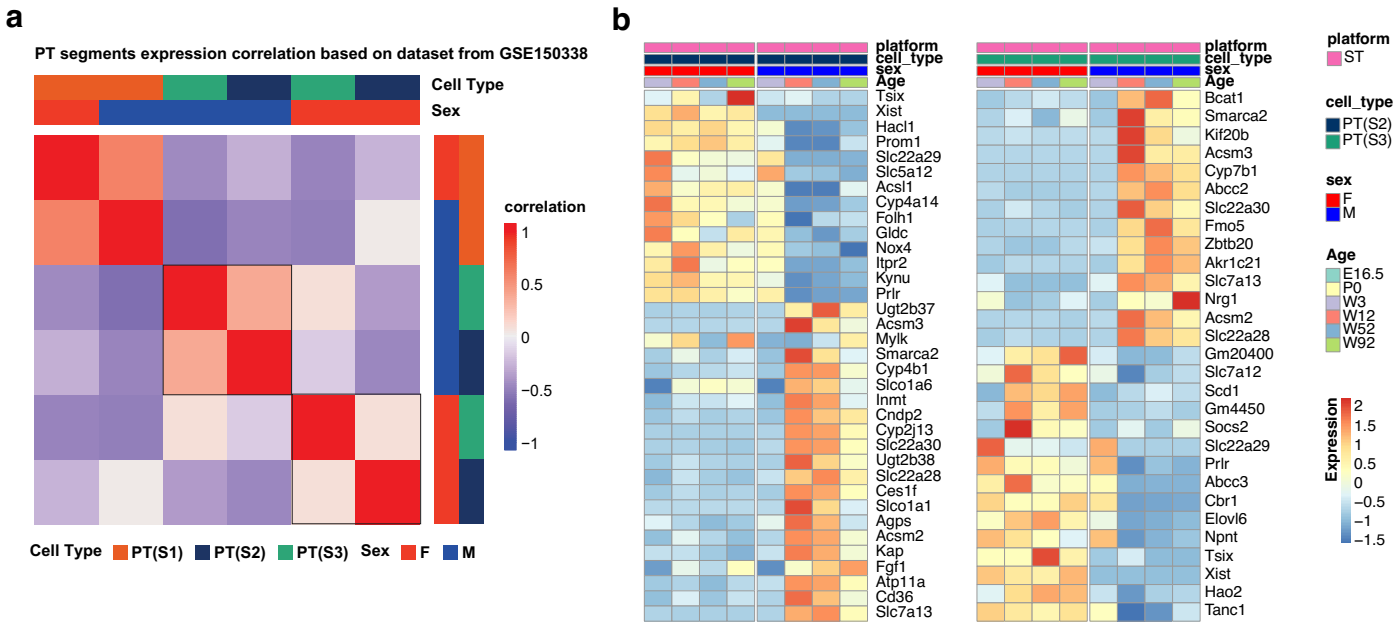 a
PT segments expression correlation based on dataset from GSE150338
Cell Type
Sex
correlation
1
0.5
0
−0.5
−1
Cell Type PT(S1) PT(S2) PT(S3) Sex F M
b
platform
cell_type
sex
Age
Tsix
Xist
Hacl1
Prom1
Slc22a29
Slc5a12
Acsl1
Cyp4a14
Folh1
Gldc
Nox4
Itpr2
Kynu
Prlr
Ugt2b37
Acsm3
Mylk
Smarca2
Cyp4b1
Slco1a6
Inmt
Cndp2
Cyp2j13
Slc22a30
Ugt2b38
Slc22a28
Ces1f
Slco1a1
Agps
Acsm2
Kap
Fgf1
Atp11a
Cd36
Slc7a13
platform
cell_type
sex
Age
Bcat1
Smarca2
Kif20b
Acsm3
Cyp7b1
Abcc2
Slc22a30
Fmo5
Zbtb20
Akr1c21
Slc7a13
Nrg1
Acsm2
Slc22a28
Gm20400
Slc7a12
Scd1
Gm4450
Socs2
Slc22a29
Prlr
Abcc3
Cbr1
Elovl6
Npnt
Tsix
Xist
Hao2
Tanc1
platform
ST
cell_type
PT(S2)
PT(S3)
sex
F
M
Age
E16.5
P0
W3
W12
W52
W92
Expression
2
1.5
1
0.5
0
−0.5
−1
−1.5